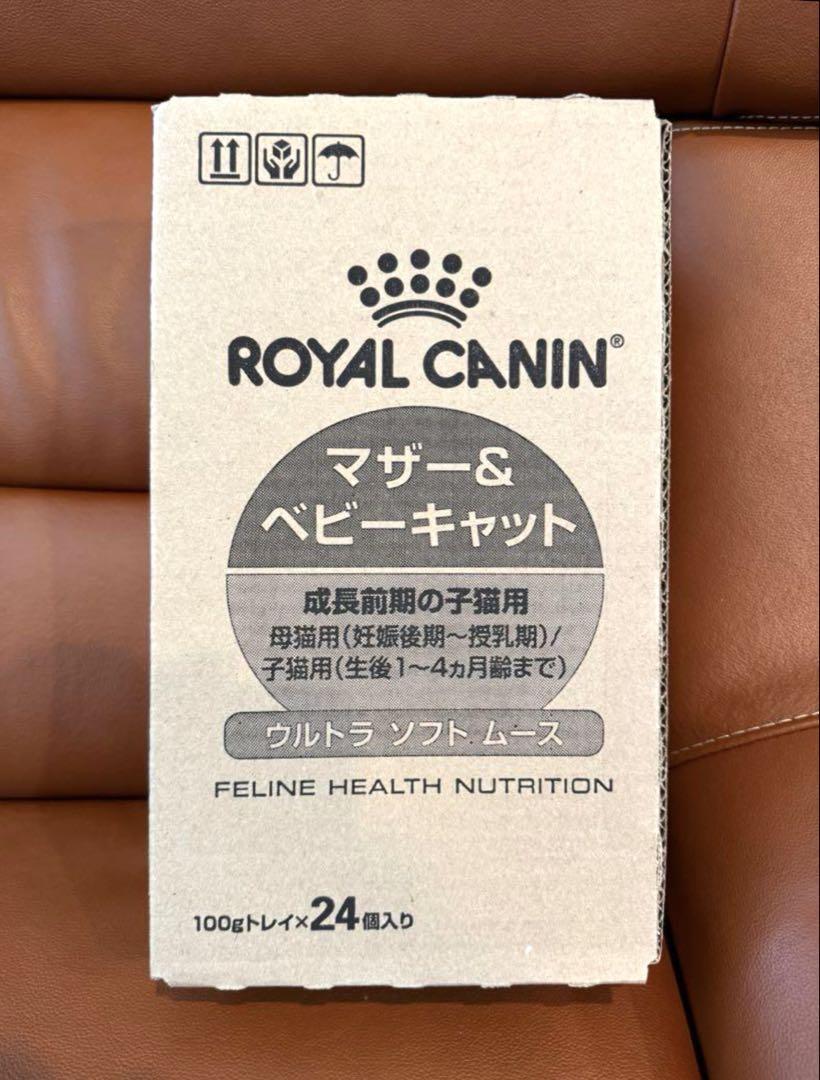 ROYAL CANIN®
マザー&
ベビーキャット
成長前期の子猫用
母猫用(妊娠後期〜授乳期)/
子猫用(生後1〜4ヵ月齢まで)
ウルトラ ソフト ムース
FELINE HEALTH NUTRITION
100gトレイ×24個入り